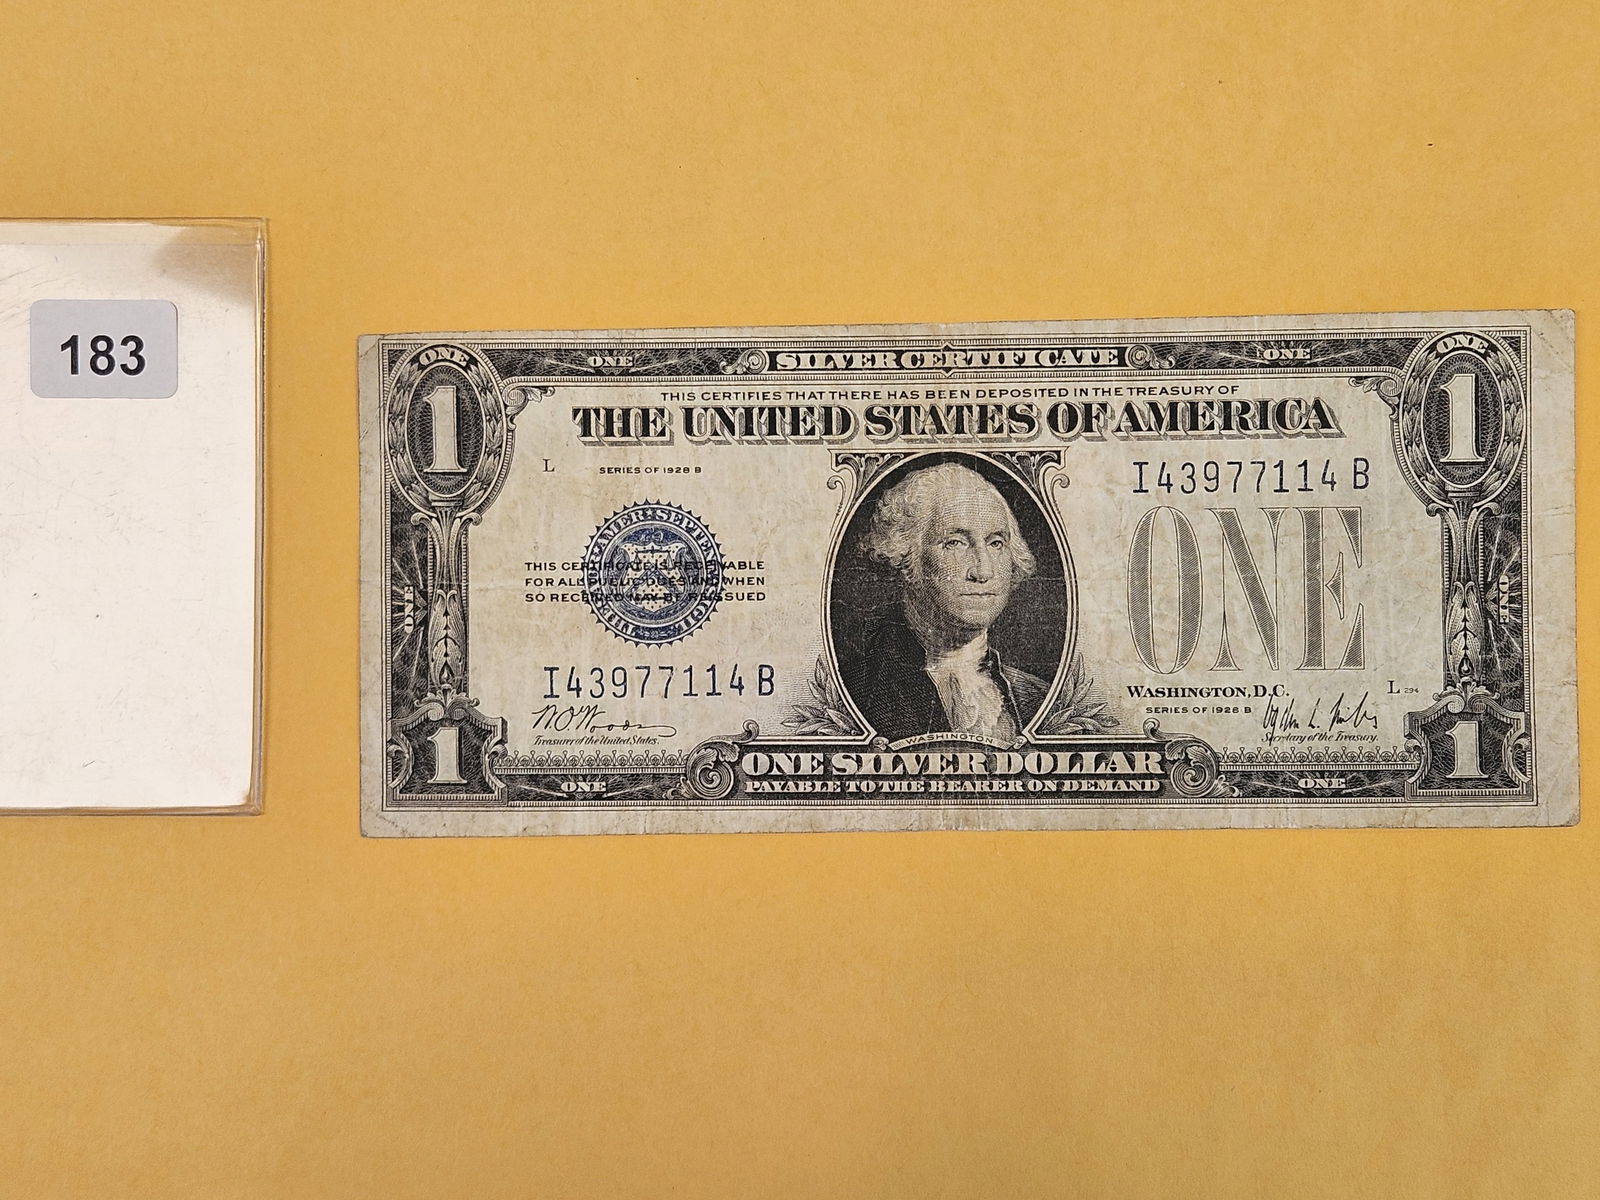 183
ONE ONE SILVER CERTIFICATE ONE ONE
1 1
THIS CERTIFIES THAT THERE HAS BEEN DEPOSITED IN THE TREASURY OF
THE UNITED STATES OF AMERICA
L SERIES OF 1928 B
I43977114B
THIS CERTIFICATE IS RECEIVABLE
FOR ALL PUBLIC DUES AND WHEN
SO RECEIVED MAY BE REISSUED
ONE
ONE
ONE
I43977114B
WASHINGTON, D.C.
L 294
SERIES OF 1928 B
W.O. Woods
Treasurer of the United States.
Secretary of the Treasury.
WASHINGTON
1 1
ONE SILVER DOLLAR
ONE PAYABLE TO THE BEARER ON DEMAND ONE